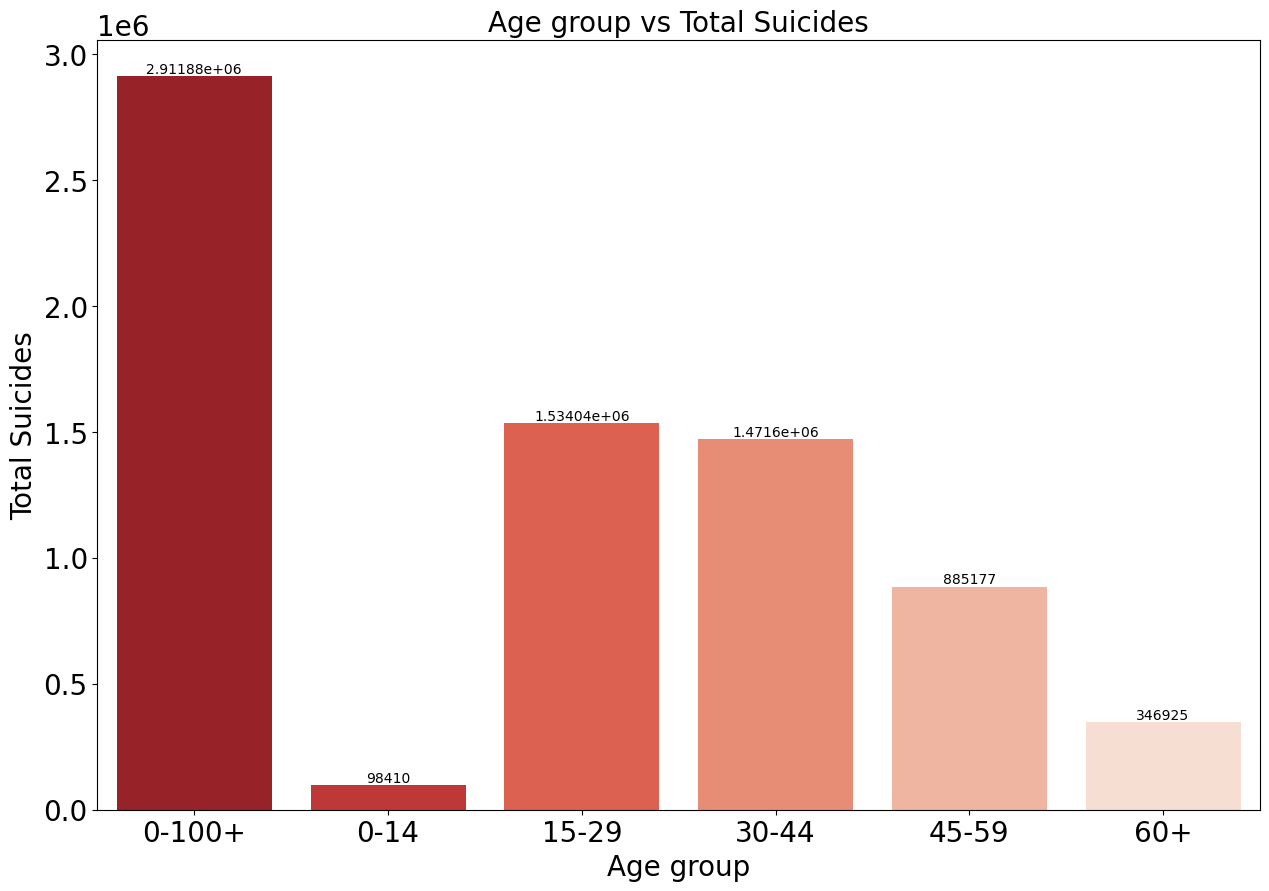 Age group vs Total Suicides
1e6
3.0
2.5
2.0
1.5
1.0
0.5
0.0
Total Suicides
2.91188e+06
98410
1.53404e+06
1.4716e+06
885177
346925
0-100+
0-14
15-29
30-44
45-59
60+
Age group